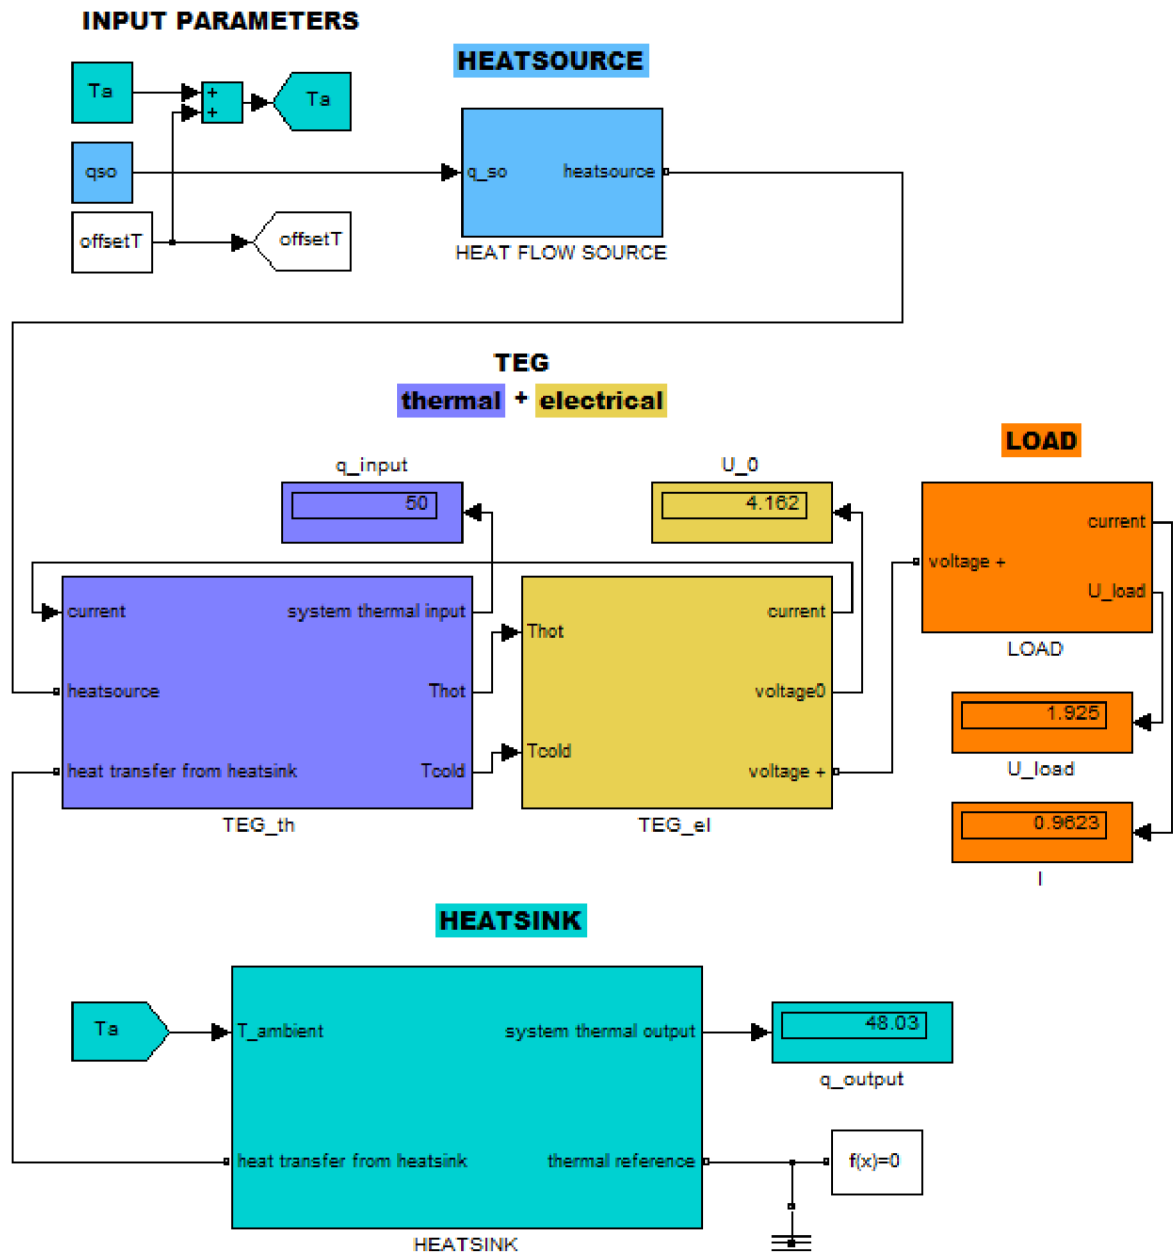 INPUT PARAMETERS
HEATSOURCE
Ta
+
+
Ta
qso
q_so
heatsource
offsetT
offsetT
HEAT FLOW SOURCE
TEG
thermal + electrical
LOAD
q_input
50
U_0
4.162
current
voltage +
U_load
LOAD
current
system thermal input
heatsource
Thot
heat transfer from heatsink
Tcold
TEG_th
Thot
current
voltage0
Tcold
voltage +
TEG_el
1.925
U_load
0.9623
I
HEATSINK
Ta
T_ambient
system thermal output
48.03
q_output
heat transfer from heatsink
thermal reference
f(x)=0
HEATSINK